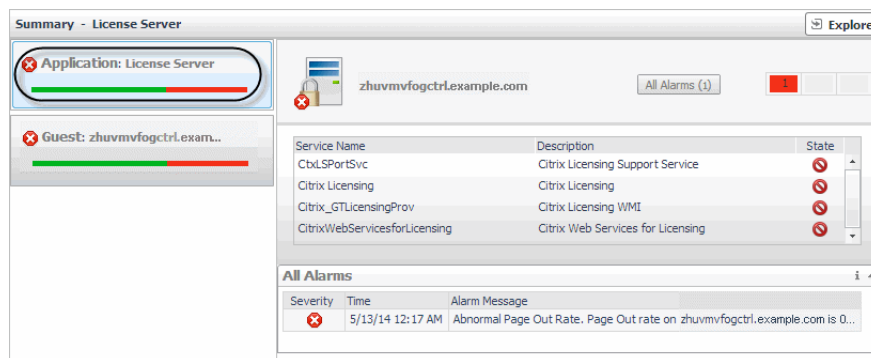 Summary - License Server
Explore
Application: License Server
Guest: zhuvmvfogctrl.exam...
zhuvmvfogctrl.example.com
All Alarms (1)
1
Service Name Description State
CtxLSPortSvc Citrix Licensing Support Service
Citrix Licensing Citrix Licensing
Citrix_GTLicensingProv Citrix Licensing WMI
CitrixWebServicesforLicensing Citrix Web Services for Licensing
All Alarms
Severity Time Alarm Message
5/13/14 12:17 AM Abnormal Page Out Rate. Page Out rate on zhuvmvfogctrl.example.com is 0...